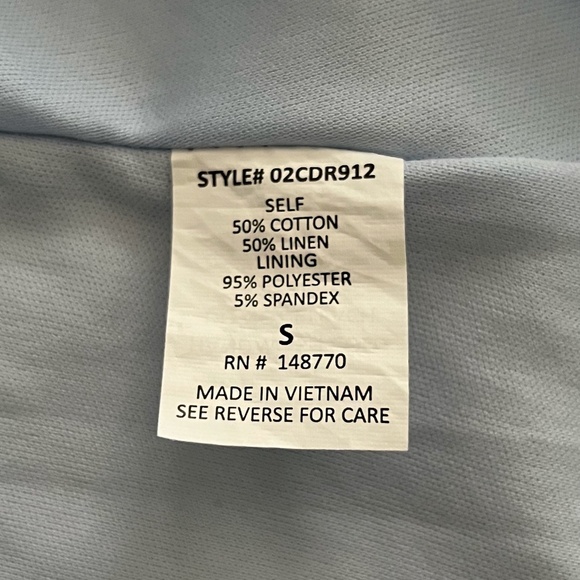 STYLE# 02CDR912
SELF
50% COTTON
50% LINEN
LINING
95% POLYESTER
5% SPANDEX
S
RN # 148770
MADE IN VIETNAM
SEE REVERSE FOR CARE